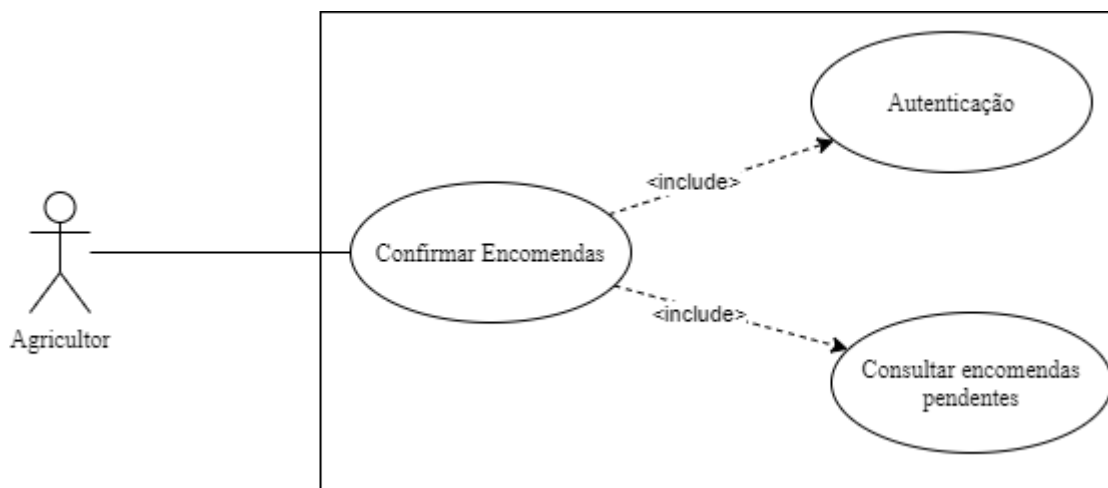 Autenticação
<include>
Confirmar Encomendas
<include>
Agricultor
Consultar encomendas
pendentes